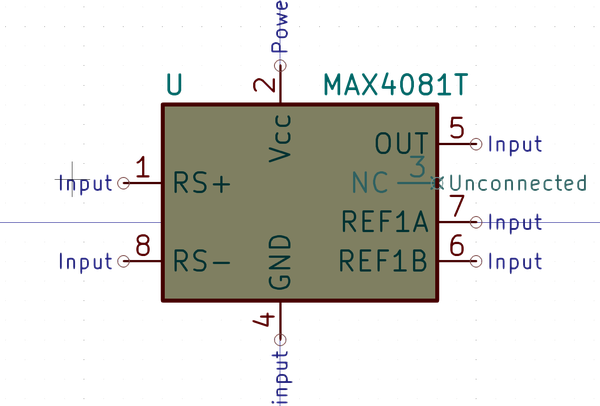 Powe
U
MAX4081T
2
Vcc
OUT
5
Input
Input
1
RS+
NC
3
Unconnected
REF1A
7
Input
Input
8
RS-
REF1B
6
Input
GND
4
input